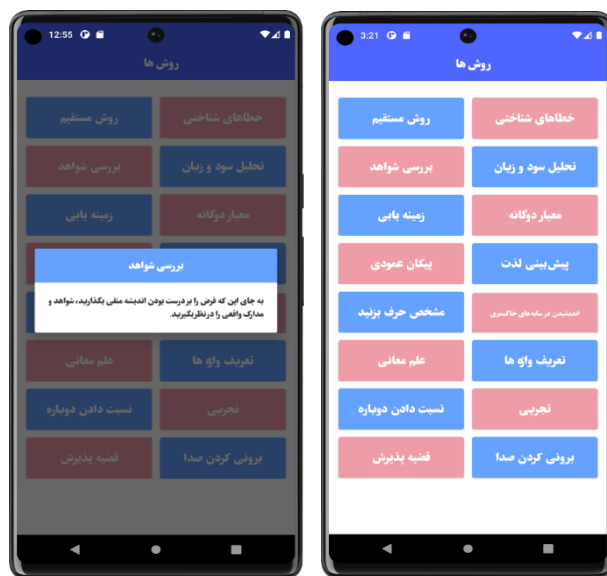 12:55
روش ها
خطاهای شناختی
روش مستقیم
تحلیل سود و زیان
بررسی شواهد
معیار دوگانه
زمینه یابی
بررسی شواهد
به جای این که فرض را بر درست بودن اندیشه منفی بگذارید، شواهد و
مدارک واقعی را در نظر بگیرید.
تعریف واژه ها
علم معانی
تجربی
نسبت دادن دوباره
برونی کردن صدا
قضیه پذیرش
3:21
روش ها
خطاهای شناختی
روش مستقیم
تحلیل سود و زیان
بررسی شواهد
معیار دوگانه
زمینه یابی
پیش‌بینی لذت
پیکان عمودی
اندیشیدن در سایه‌های خاکستری
مشخص حرف بزنید
تعریف واژه ها
علم معانی
تجربی
نسبت دادن دوباره
برونی کردن صدا
قضیه پذیرش